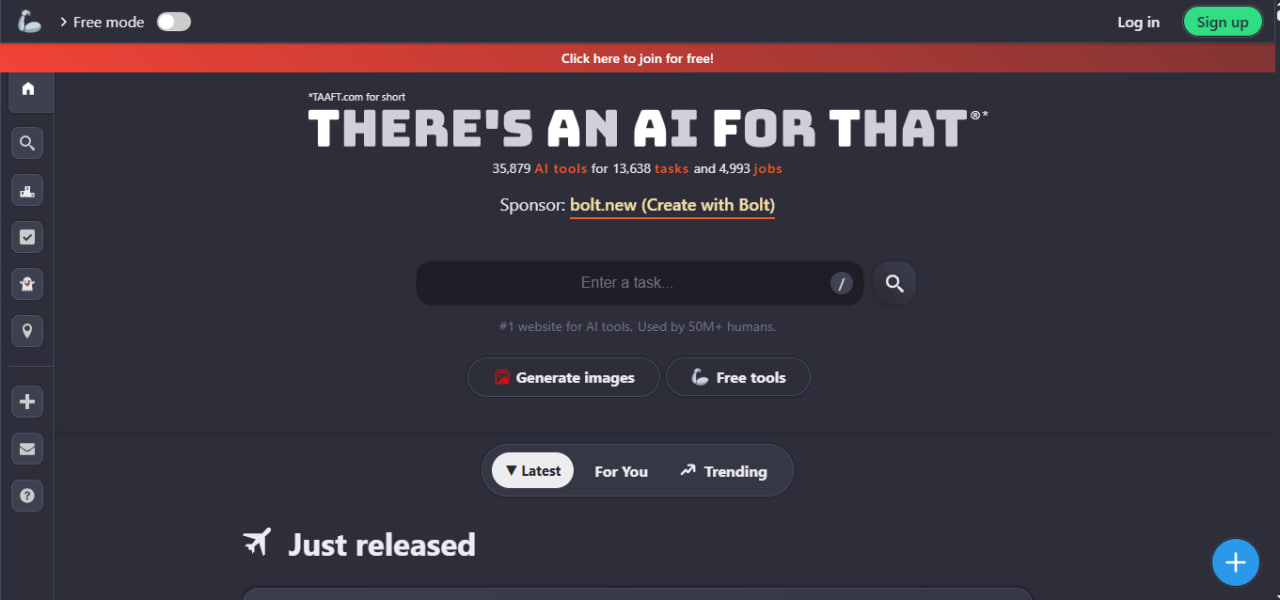 Free mode
Log in
Sign up
Click here to join for free!
*TAAFT.com for short
THERE'S AN AI FOR THAT®*
35,879 AI tools for 13,638 tasks and 4,993 jobs
Sponsor: bolt.new (Create with Bolt)
Enter a task... /
#1 website for AI tools. Used by 50M+ humans.
Generate images
Free tools
▼ Latest
For You
Trending
Just released